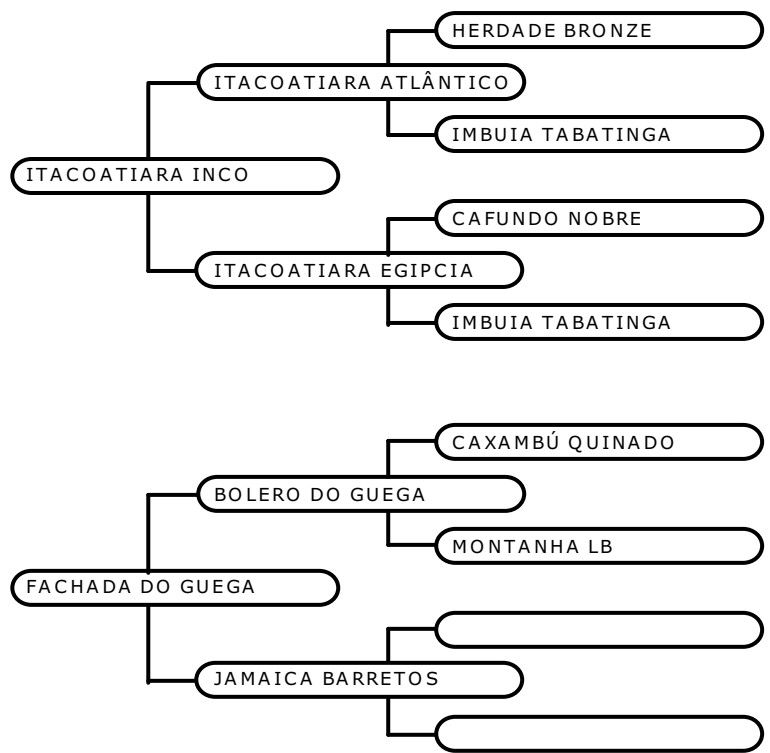 HERDADE BRONZE
ITACOATIARA ATLÂNTICO
IMBUIA TABATINGA
ITACOATIARA INCO
CAFUNDO NOBRE
ITACOATIARA EGIPCIA
IMBUIA TABATINGA
CAXAMBÚ QUINADO
BOLERO DO GUEGA
MONTANHA LB
FACHADA DO GUEGA
JAMAICA BARRETOS